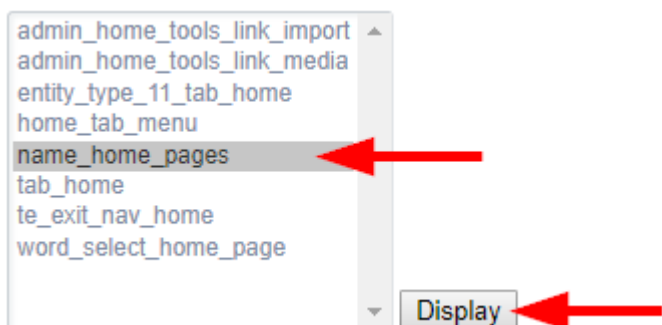 admin_home_tools_link_import
admin_home_tools_link_media
entity_type_11_tab_home
home_tab_menu
name_home_pages
tab_home
te_exit_nav_home
word_select_home_page
Display